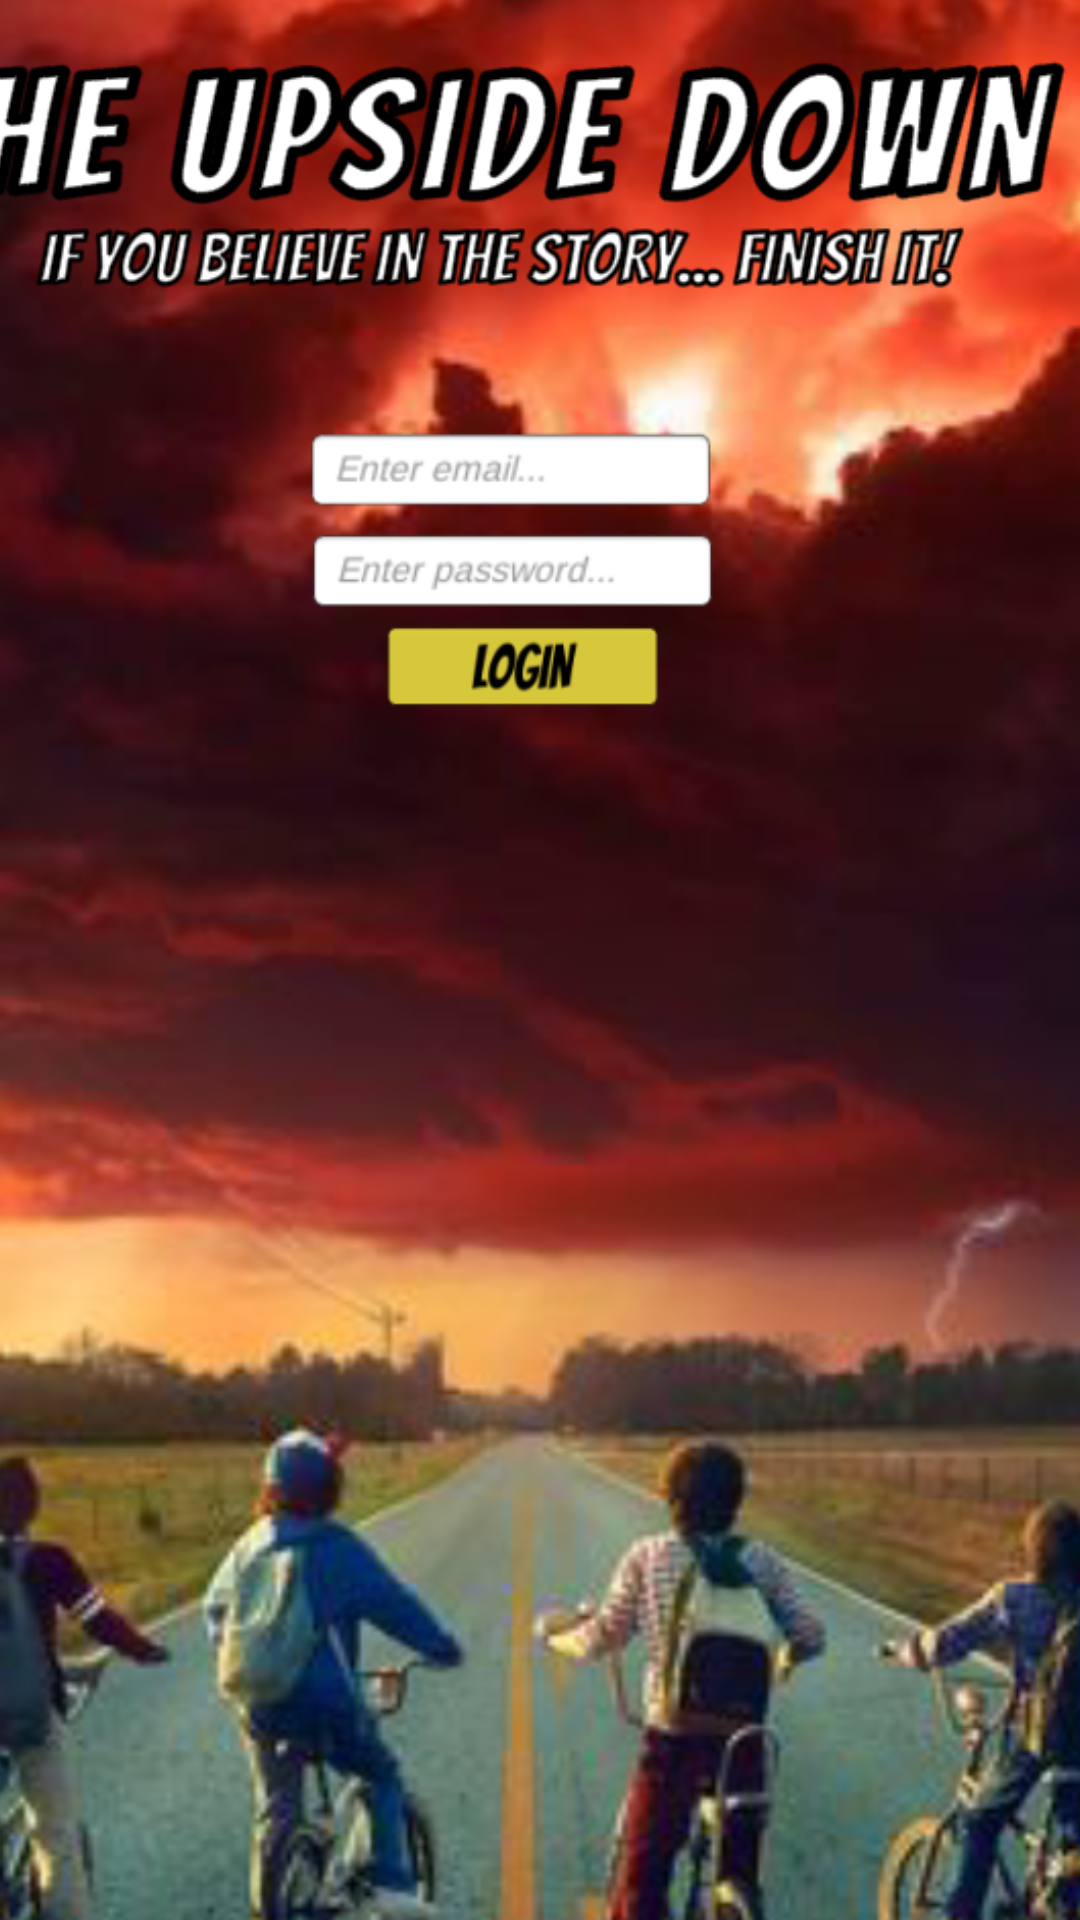 HE UPSIDE DOWN
IF YOU BELIEVE IN THE STORY... FINISH IT!
Enter email...
Enter password...
LOGIN